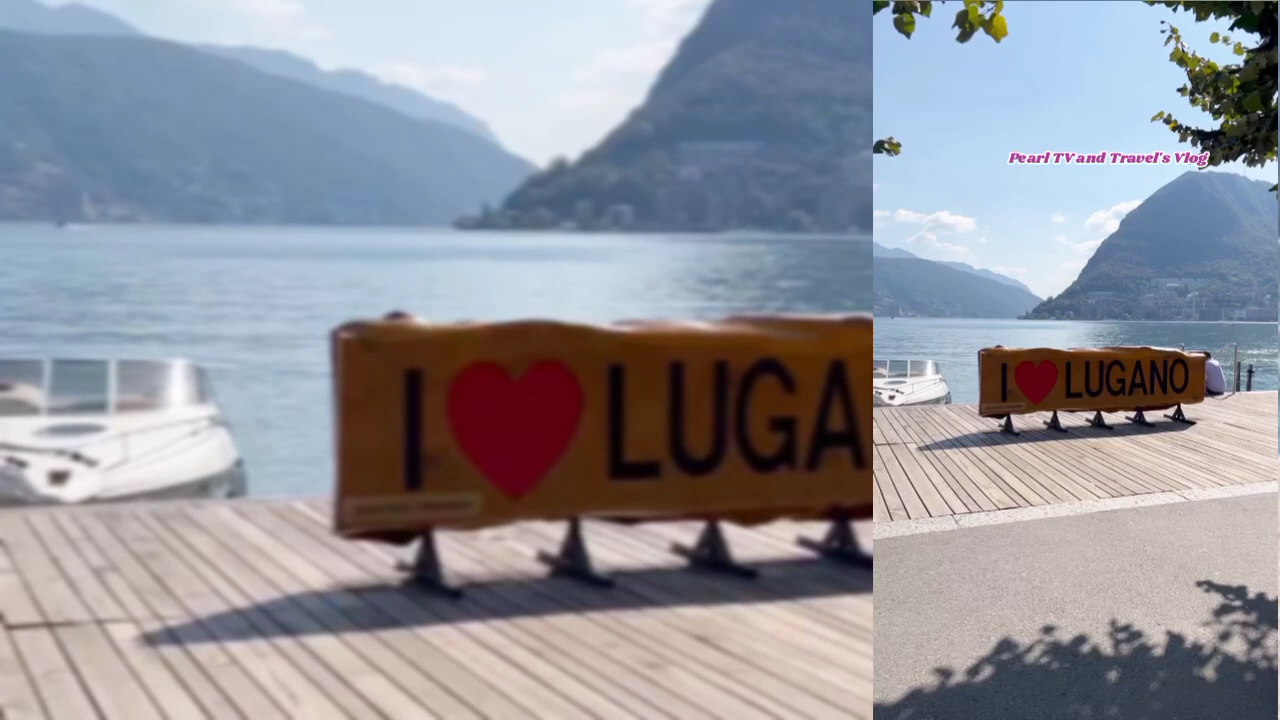 I ❤ LUGA
Pearl TV and Travel's Vlog
I ❤ LUGANO